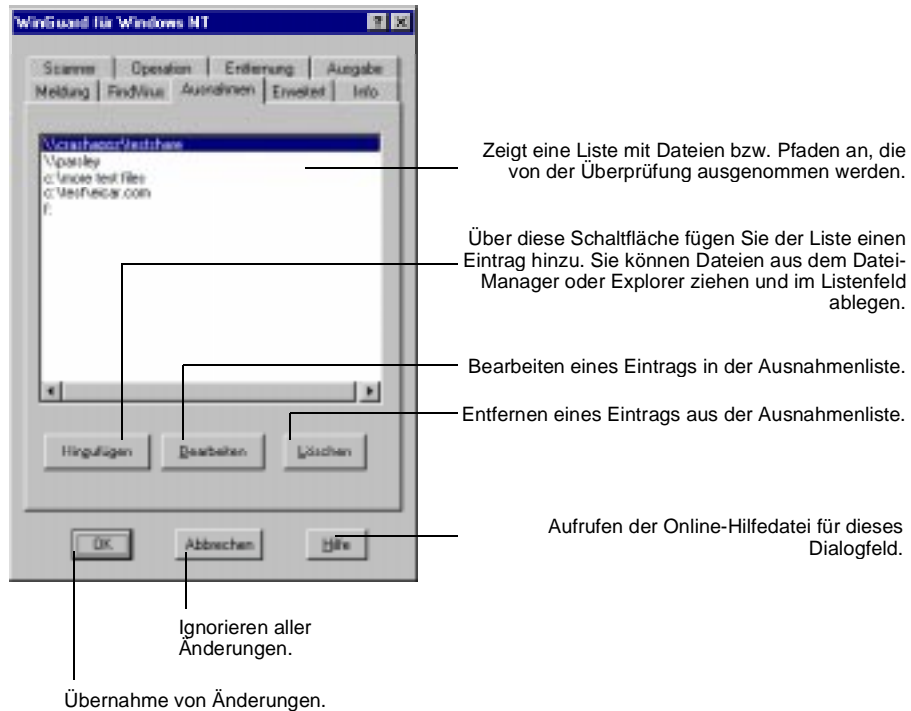 WinGuard für Windows NT
Scanner Operation Entfernung Ausgabe
Meldung FindVirus Ausnahmen Erweitert Info
\\parsley
c:\more test files
c:\test\eicar.com
f:
Hinzufügen Bearbeiten Löschen
OK Abbrechen Hilfe
Zeigt eine Liste mit Dateien bzw. Pfaden an, die
von der Überprüfung ausgenommen werden.
Über diese Schaltfläche fügen Sie der Liste einen
Eintrag hinzu. Sie können Dateien aus dem Datei-
Manager oder Explorer ziehen und im Listenfeld
ablegen.
Bearbeiten eines Eintrags in der Ausnahmenliste.
Entfernen eines Eintrags aus der Ausnahmenliste.
Aufrufen der Online-Hilfedatei für dieses
Dialogfeld.
Ignorieren aller
Änderungen.
Übernahme von Änderungen.